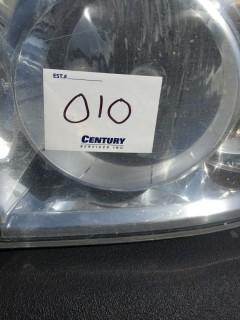 EST.#
010
CENTURY
SERVICES INC.